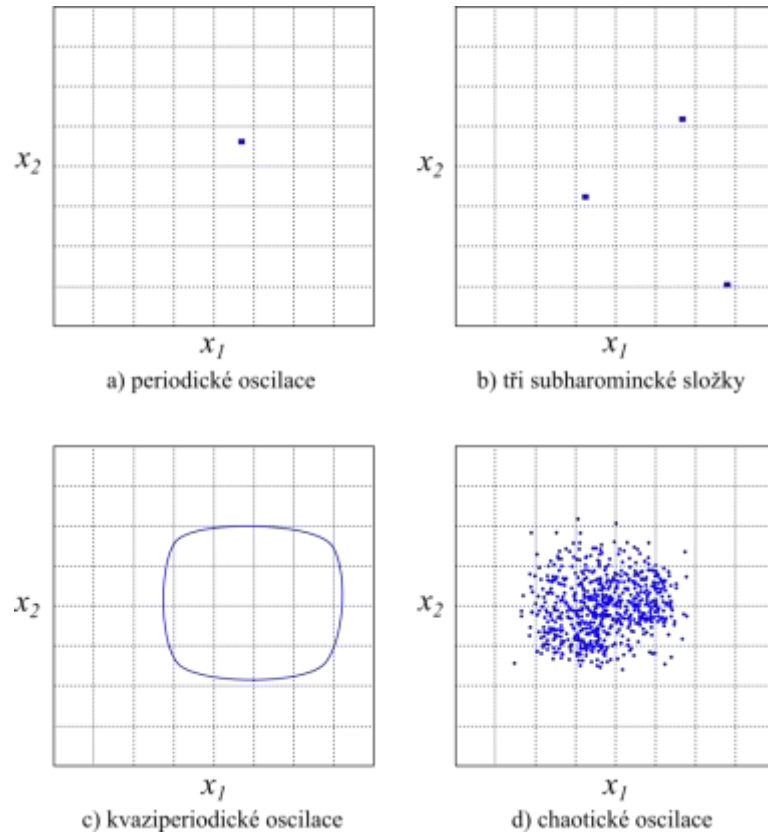 x2
x1
a) periodické oscilace
x2
x1
b) tři subharomincké složky
x2
x1
c) kvaziperiodické oscilace
x2
x1
d) chaotické oscilace